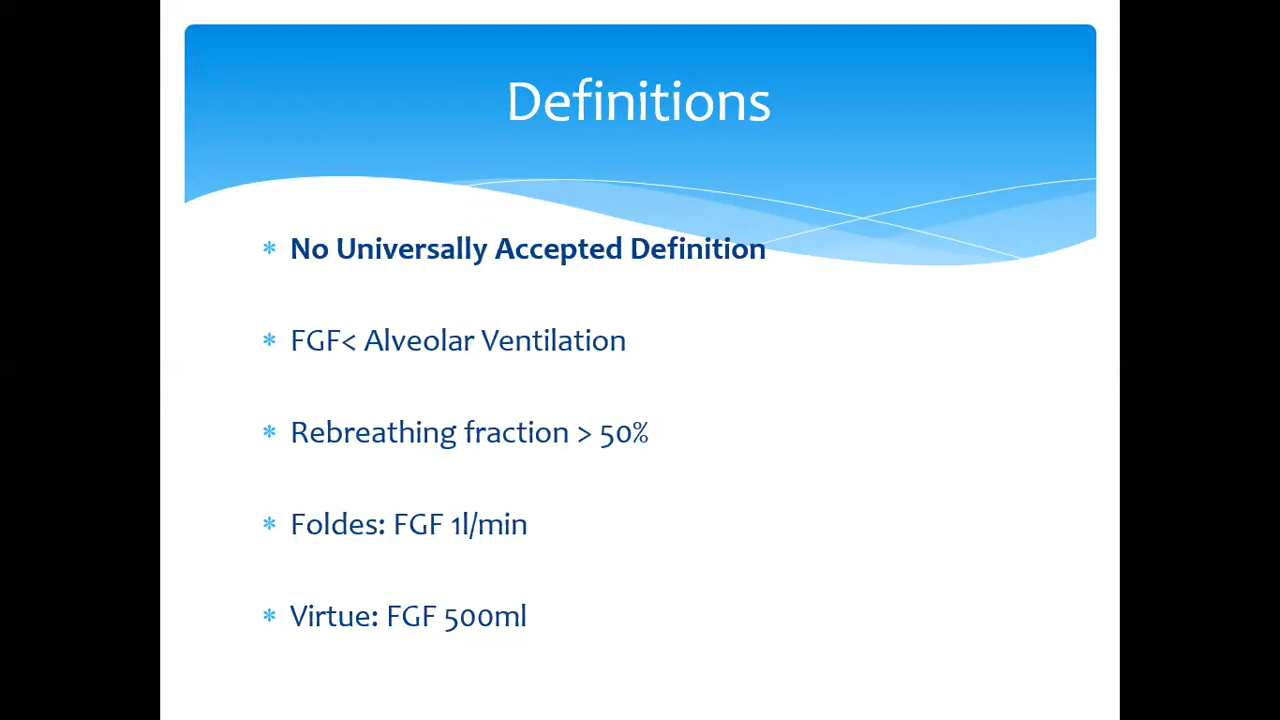 Definitions
* No Universally Accepted Definition
* FGF< Alveolar Ventilation
* Rebreathing fraction > 50%
* Foldes: FGF 1l/min
* Virtue: FGF 500ml